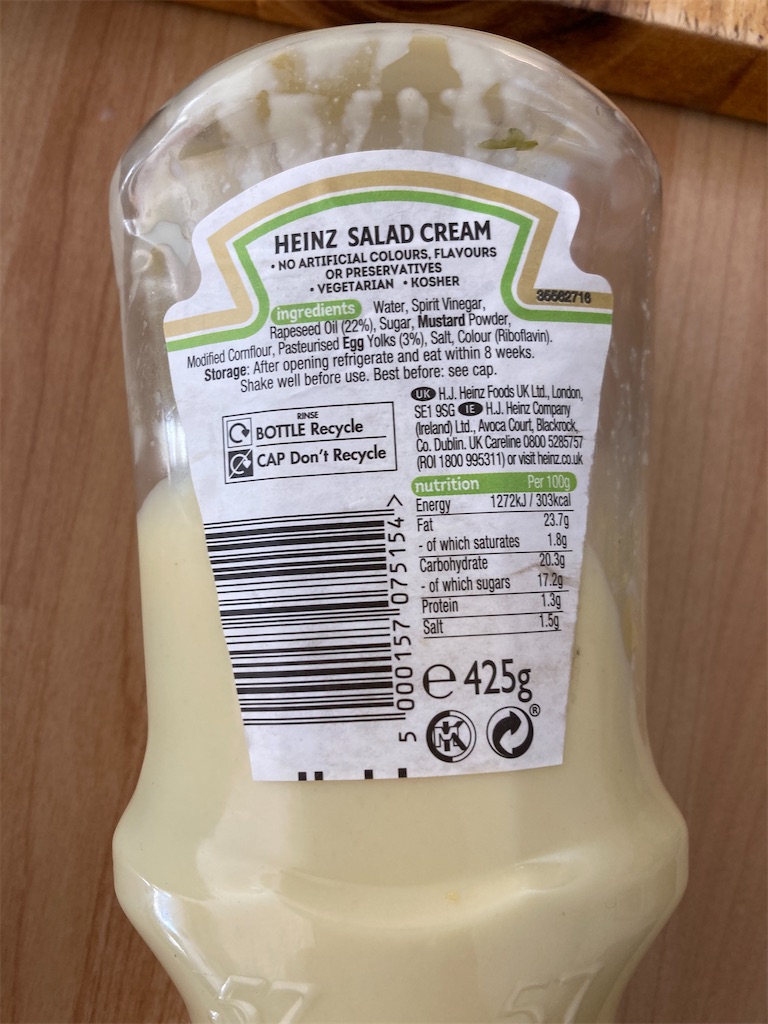 HEINZ SALAD CREAM
• NO ARTIFICIAL COLOURS, FLAVOURS
OR PRESERVATIVES
• VEGETARIAN • KOSHER
35562716
ingredients Water, Spirit Vinegar,
Rapeseed Oil (22%), Sugar, Mustard Powder,
Modified Cornflour, Pasteurised Egg Yolks (3%), Salt, Colour (Riboflavin).
Storage: After opening refrigerate and eat within 8 weeks.
Shake well before use. Best before: see cap.
UK H.J. Heinz Foods UK Ltd., London,
SE1 9SG IE H.J. Heinz Company
(Ireland) Ltd., Avoca Court, Blackrock,
Co. Dublin. UK Careline 0800 5285757
(ROI 1800 995311) or visit heinz.co.uk
RINSE
BOTTLE Recycle
CAP Don't Recycle
nutrition Per 100g
Energy 1272kJ / 303kcal
Fat 23.7g
- of which saturates 1.8g
Carbohydrate 20.3g
- of which sugars 17.2g
Protein 1.3g
Salt 1.5g
5 000157 075154 >
e 425g
KLBD
®
57
57